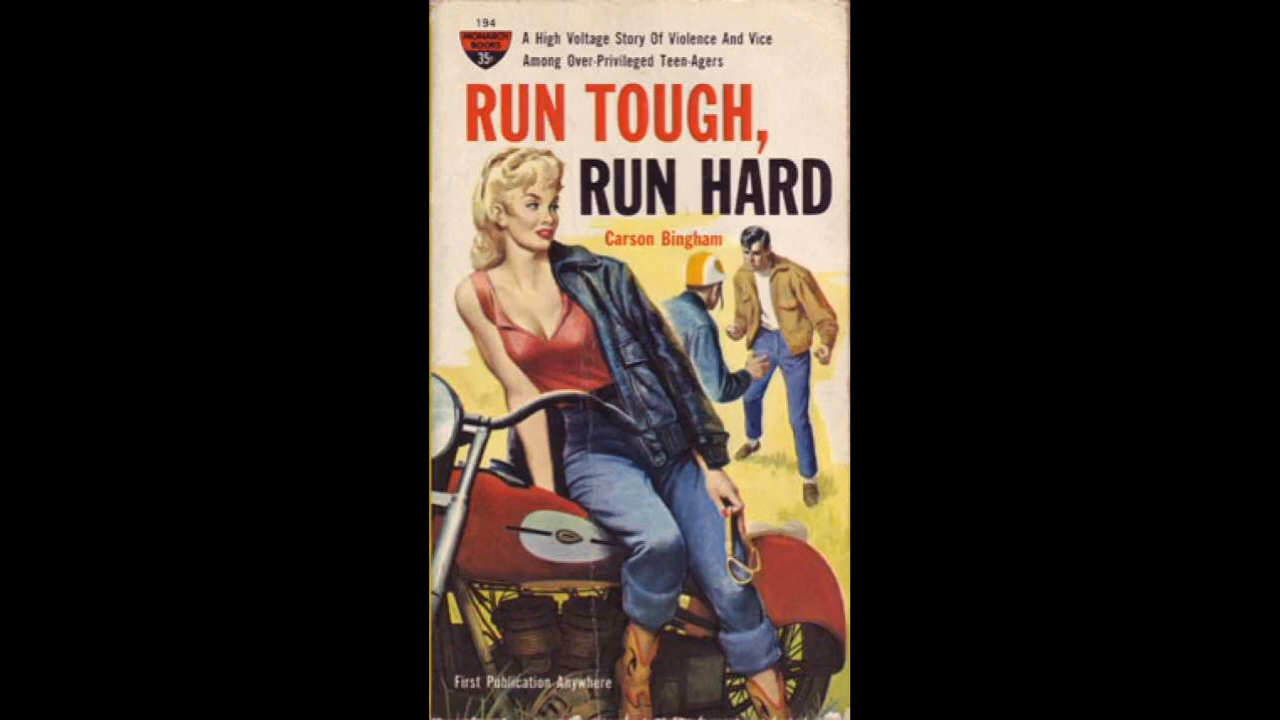 194
MONARCH
BOOKS
35¢
A High Voltage Story Of Violence And Vice
Among Over-Privileged Teen-Agers
RUN TOUGH,
RUN HARD
Carson Bingham
First Publication Anywhere